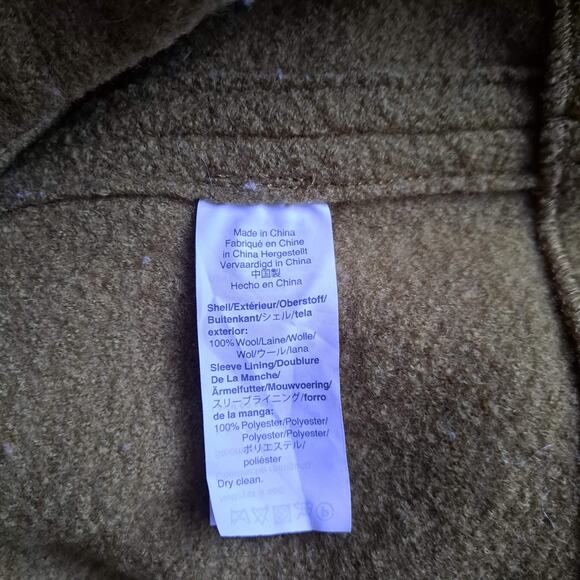 Made in China
Fabriqué en Chine
in China Hergestellt
Vervaardigd in China
中国製
Hecho en China
Shell/Extérieur/Oberstoff/
Buitenkant/シェル/tela
exterior:
100% Wool/Laine/Wolle/
Wol/ウール/lana
Sleeve Lining/Doublure
De La Manche/
Ärmelfutter/Mouwvoering/
スリーブライニング/forro
de la manga:
100% Polyester/Polyester/
Polyester/Polyester/
ポリエステル/
poliéster
Dry clean.